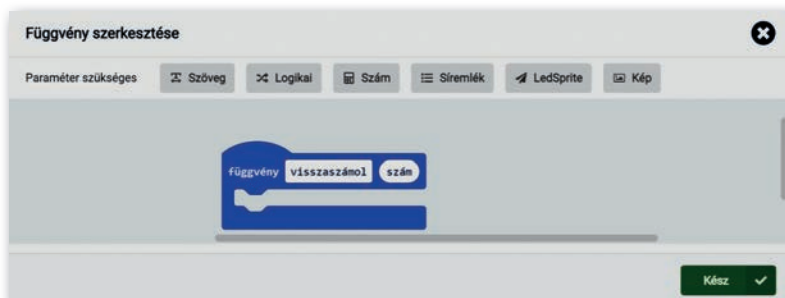 Függvény szerkesztése
Paraméter szükséges Szöveg Logikai Szám Síremlék LedSprite Kép
függvény visszaszámol szám
Kész